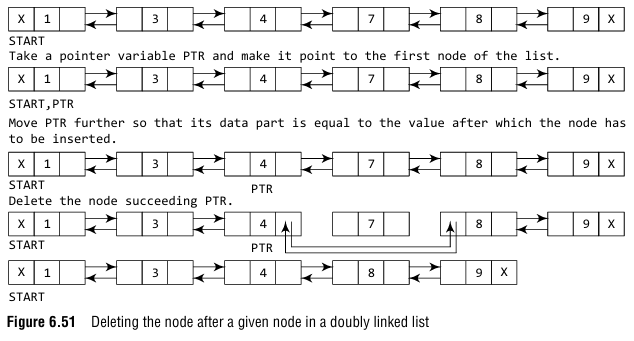 X 1 3 4 7 8 9 X
START
Take a pointer variable PTR and make it point to the first node of the list.
X 1 3 4 7 8 9 X
START,PTR
Move PTR further so that its data part is equal to the value after which the node has
to be inserted.
X 1 3 4 7 8 9 X
START PTR
Delete the node succeeding PTR.
X 1 3 4 7 8 9 X
START PTR
X 1 3 4 8 9 X
START
Figure 6.51 Deleting the node after a given node in a doubly linked list